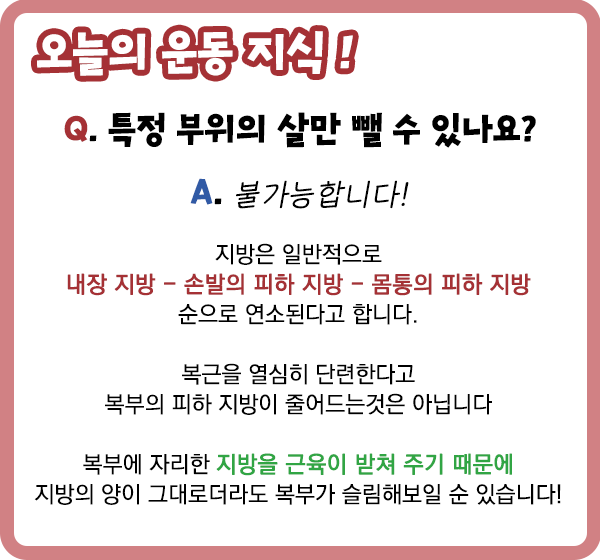 오늘의 운동 지식!
Q. 특정 부위의 살만 뺄 수 있나요?
A. 불가능합니다!
지방은 일반적으로
내장 지방 - 손발의 피하 지방 - 몸통의 피하 지방
순으로 연소된다고 합니다.
복근을 열심히 단련한다고
복부의 피하 지방이 줄어드는것은 아닙니다
복부에 자리한 지방을 근육이 받쳐 주기 때문에
지방의 양이 그대로더라도 복부가 슬림해보일 순 있습니다!